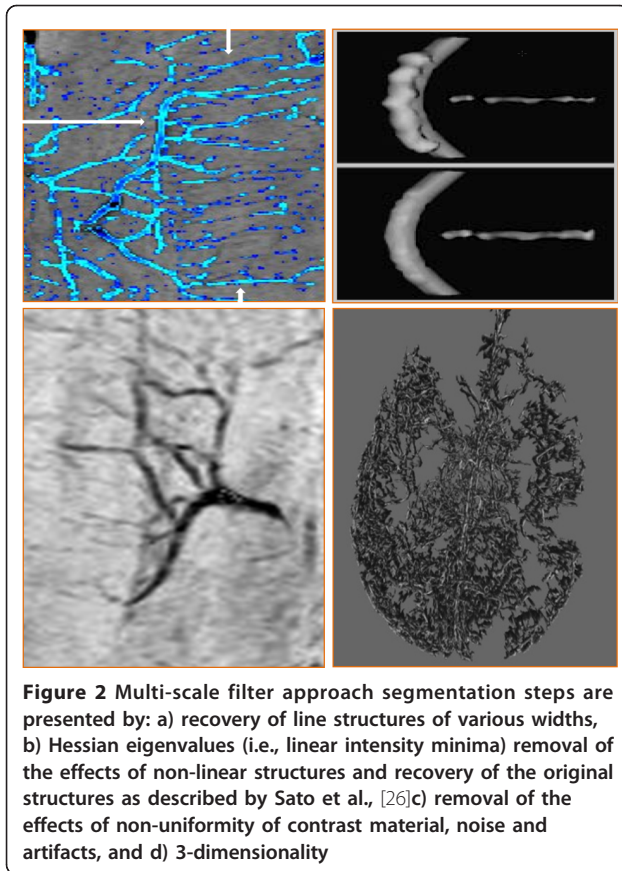 Figure 2 Multi-scale filter approach segmentation steps are
presented by: a) recovery of line structures of various widths,
b) Hessian eigenvalues (i.e., linear intensity minima) removal of
the effects of non-linear structures and recovery of the original
structures as described by Sato et al., [26]c) removal of the
effects of non-uniformity of contrast material, noise and
artifacts, and d) 3-dimensionality